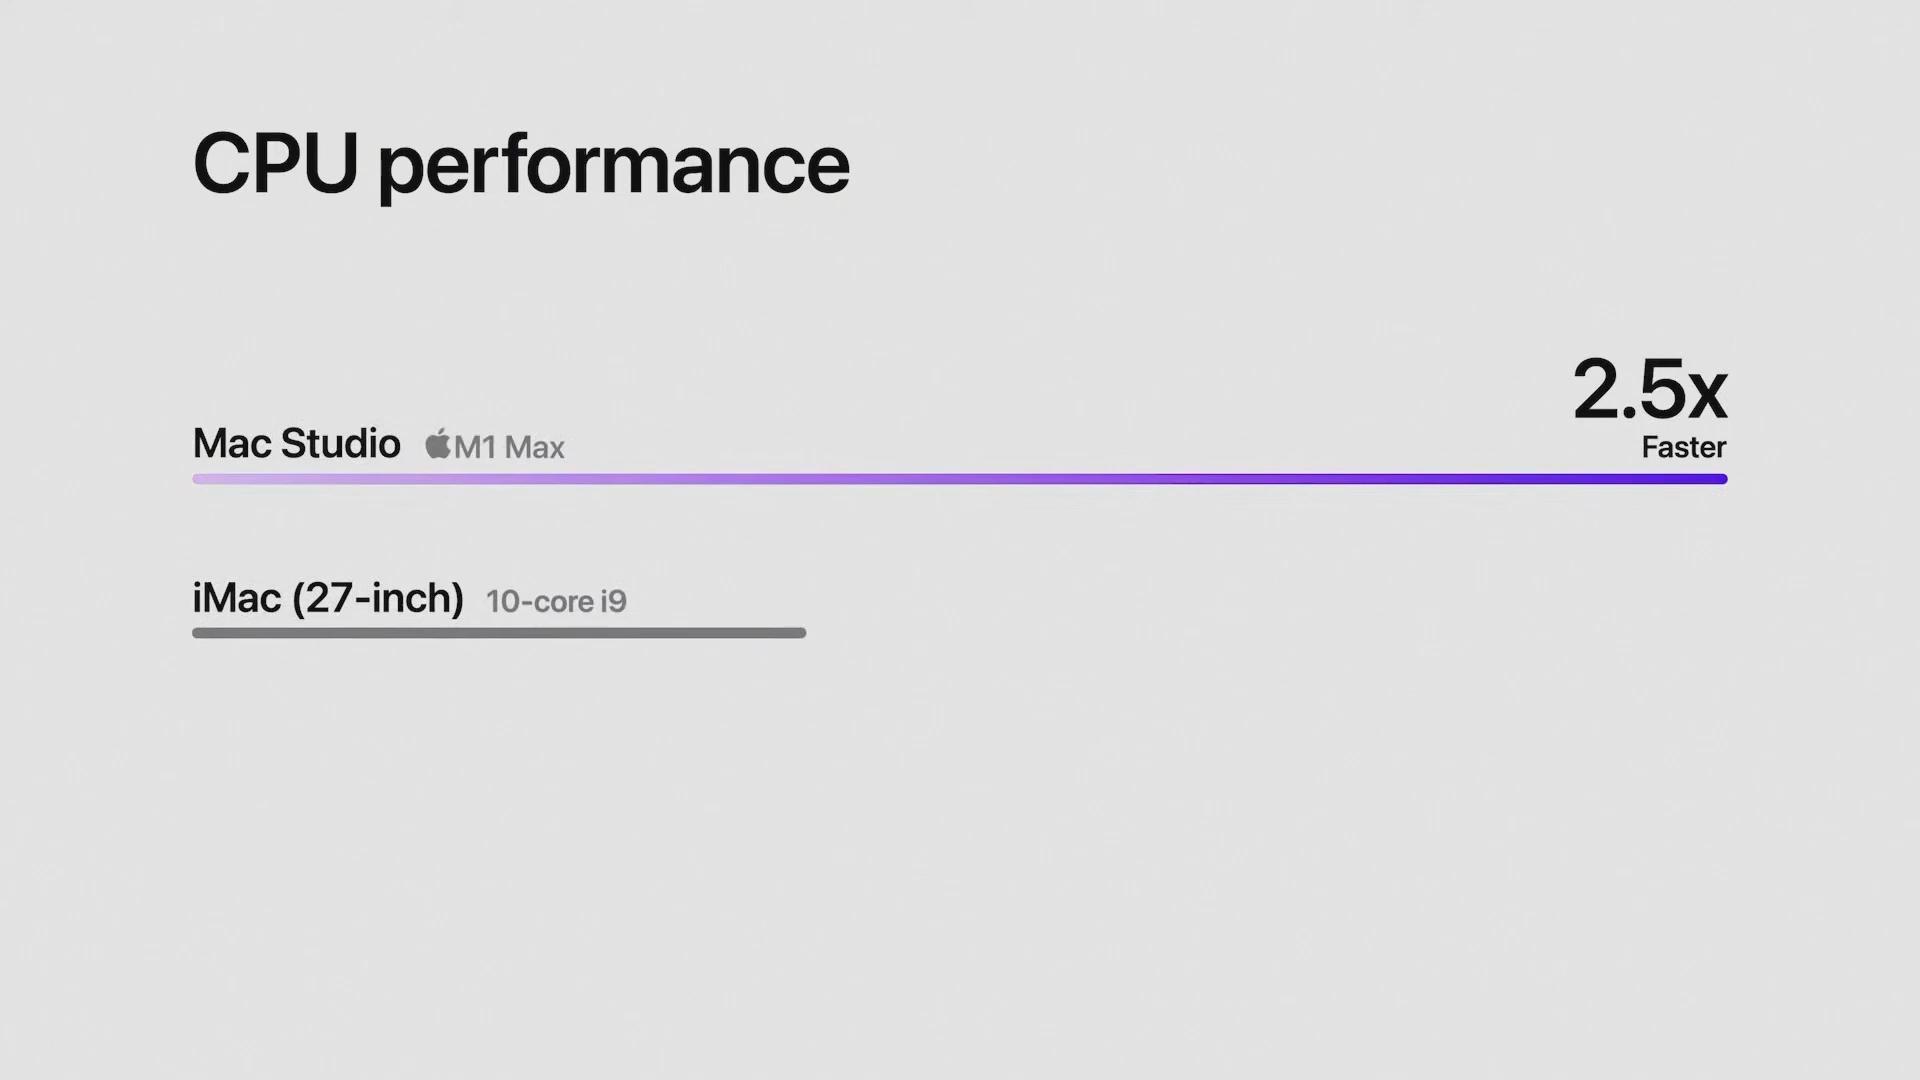 CPU performance
2.5x
Mac Studio M1 Max
Faster
iMac (27-inch) 10-core i9